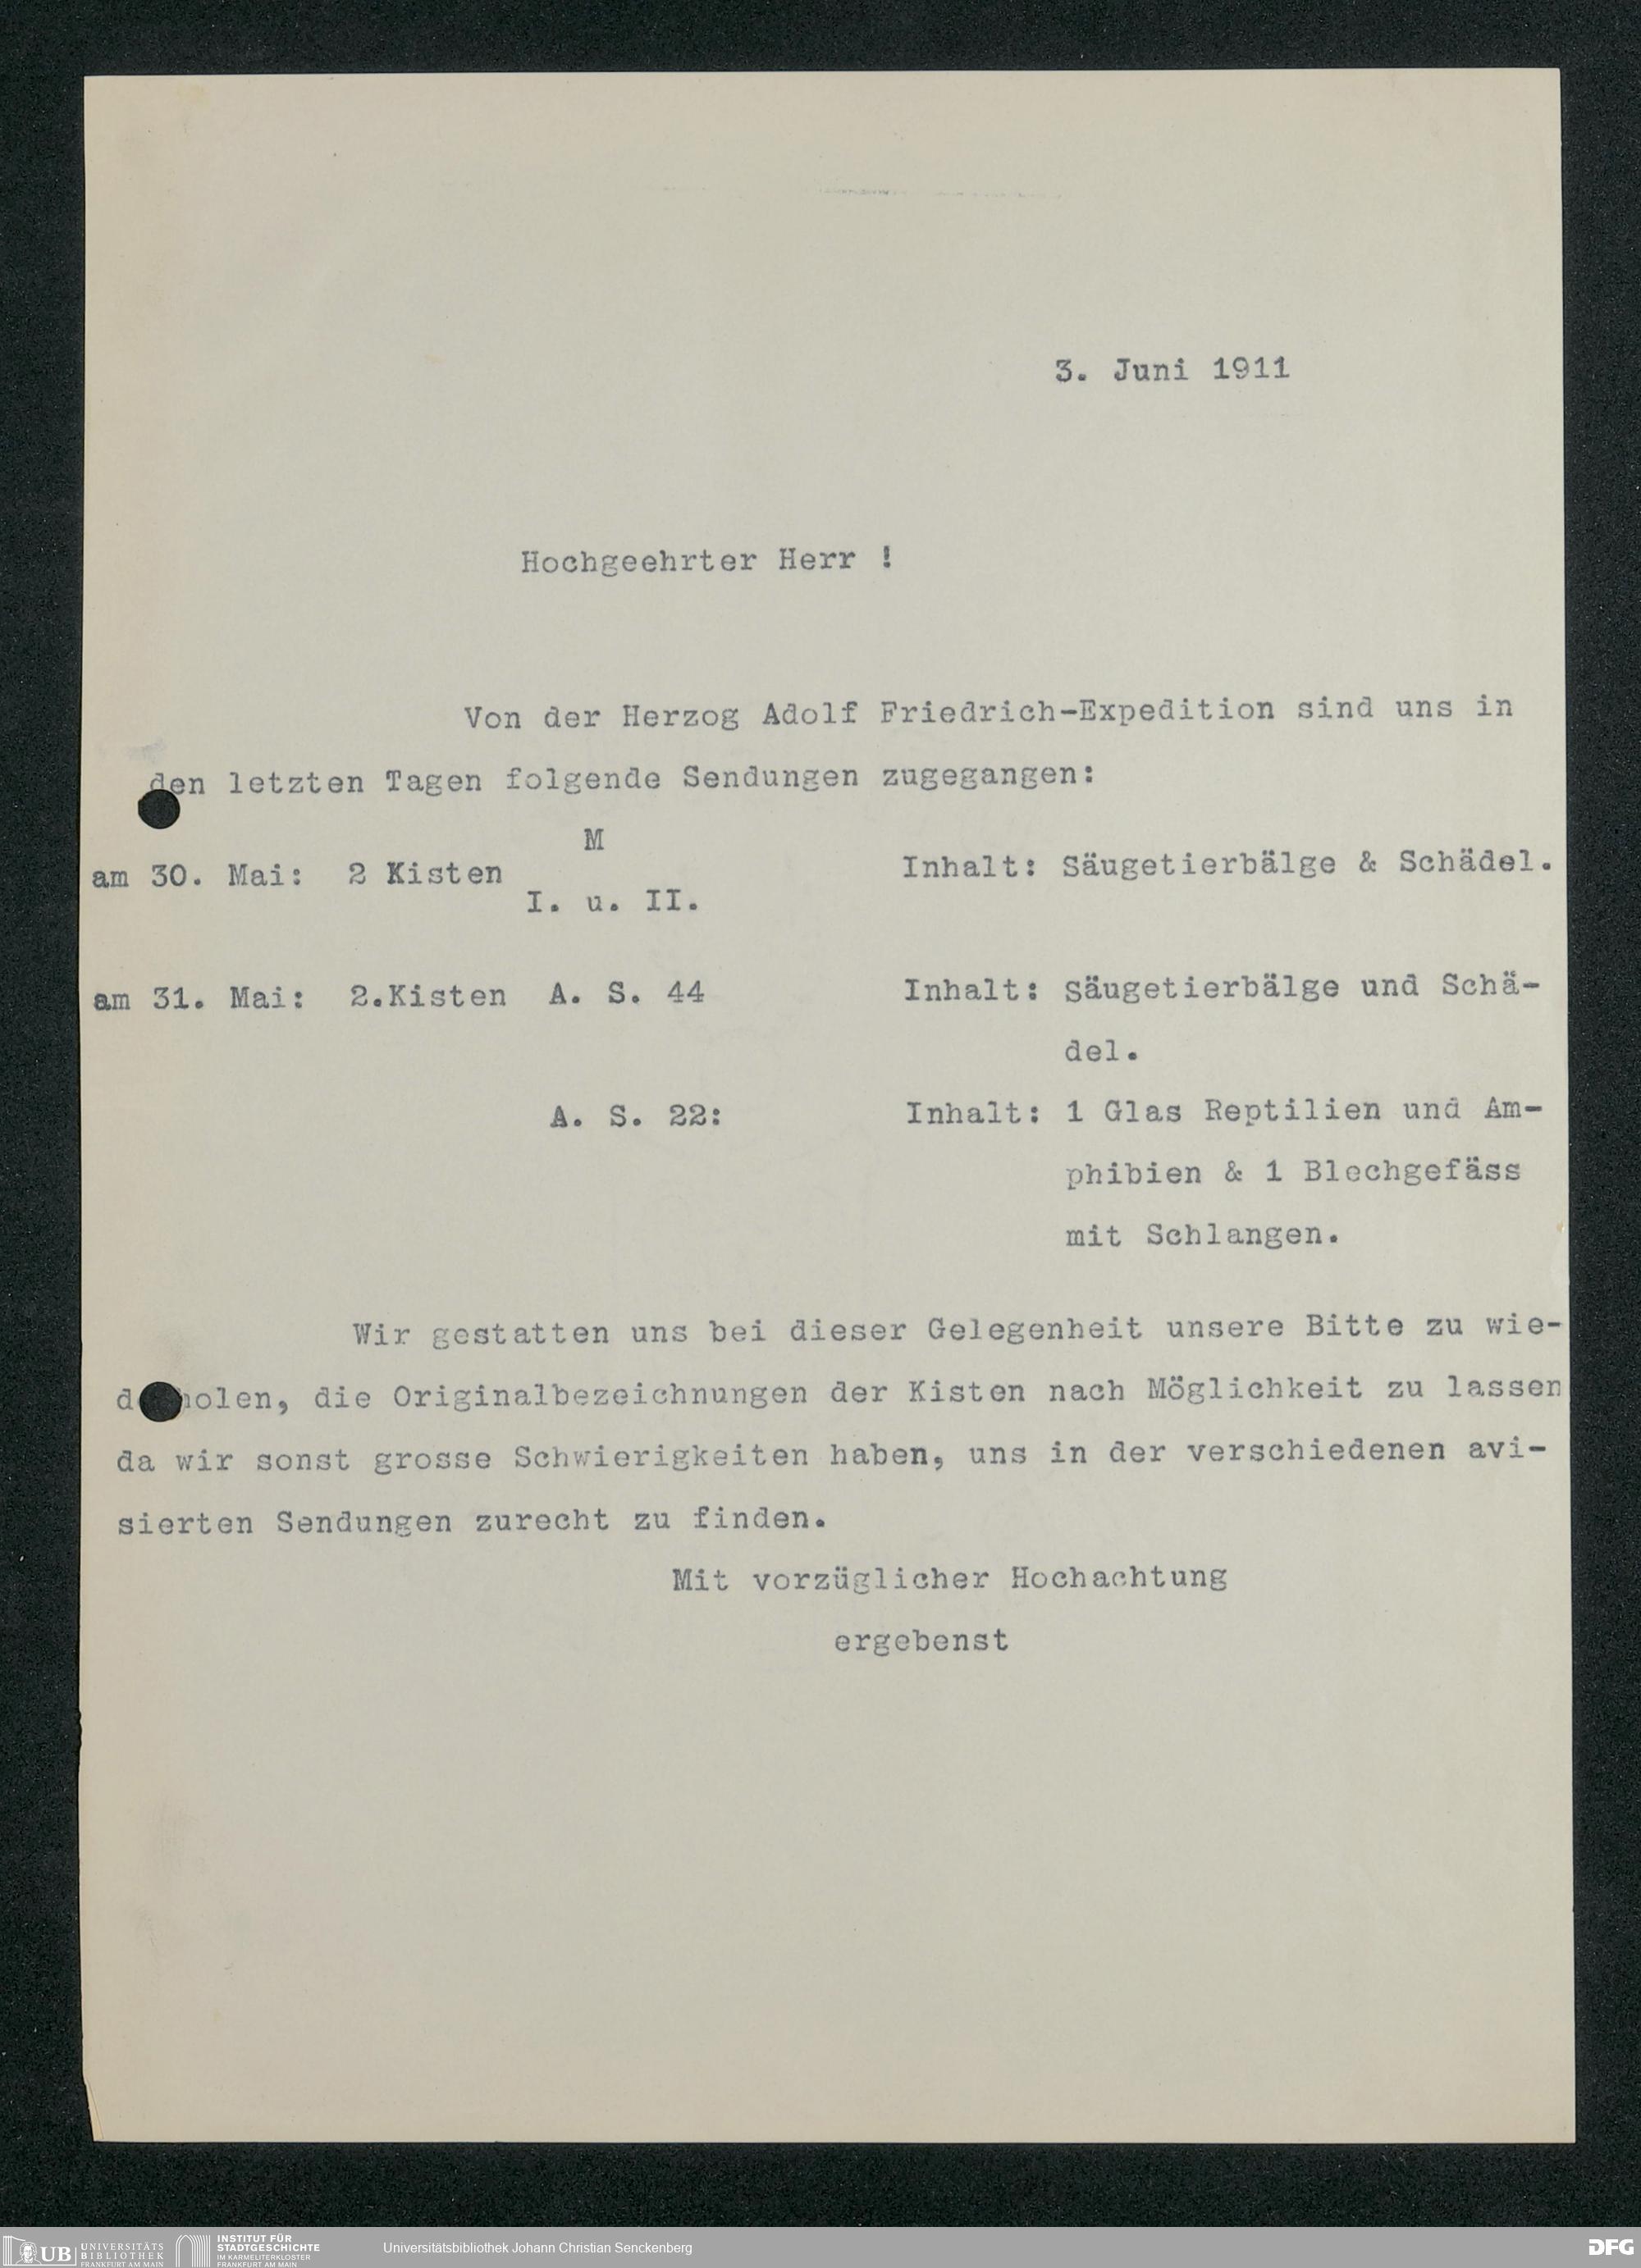 3. Juni 1911
Hochgeehrter Herr !
Von der Herzog Adolf Friedrich-Expedition sind uns in
den letzten Tagen folgende Sendungen zugegangen:
M
am 30. Mai: 2 Kisten Inhalt: Säugetierbälge & Schädel.
I. u. II.
am 31. Mai: 2.Kisten A. S. 44 Inhalt: Säugetierbälge und Schä-
del.
A. S. 22: Inhalt: 1 Glas Reptilien und Am-
phibien & 1 Blechgefäss
mit Schlangen.
Wir gestatten uns bei dieser Gelegenheit unsere Bitte zu wie-
derholen, die Originalbezeichnungen der Kisten nach Möglichkeit zu lassen
da wir sonst grosse Schwierigkeiten haben, uns in der verschiedenen avi-
sierten Sendungen zurecht zu finden.
Mit vorzüglicher Hochachtung
ergebenst
UB UNIVERSITÄTS
BIBLIOTHEK
FRANKFURT AM MAIN
INSTITUT FÜR
STADTGESCHICHTE
IM KARMELITERKLOSTER
FRANKFURT AM MAIN
Universitätsbibliothek Johann Christian Senckenberg
DFG